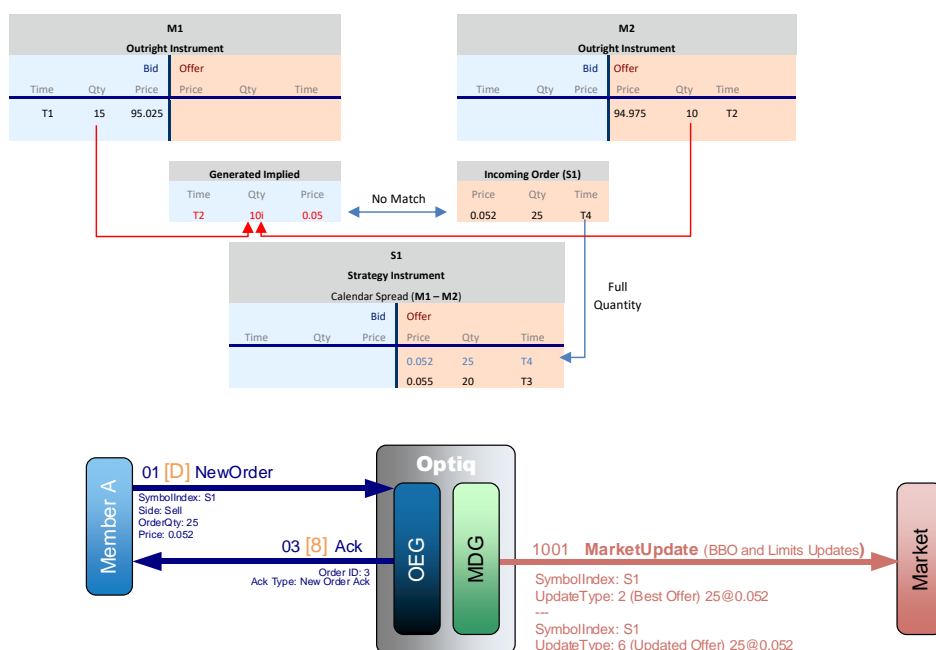 M1
Outright Instrument
Bid Offer
Time Qty Price Price Qty Time
T1 15 95.025
M2
Outright Instrument
Bid Offer
Time Qty Price Price Qty Time
94.975 10 T2
Generated Implied
Time Qty Price
T2 10i 0.05
No Match
Incoming Order (S1)
Price Qty Time
0.052 25 T4
Full
Quantity
S1
Strategy Instrument
Calendar Spread (M1 – M2)
Bid Offer
Time Qty Price Price Qty Time
0.052 25 T4
0.055 20 T3
Member A
01 [D] NewOrder
SymbolIndex: S1
Side: Sell
OrderQty: 25
Price: 0.052
03 [8] Ack
Order ID: 3
Ack Type: New Order Ack
Optiq
OEG
MDG
1001 MarketUpdate (BBO and Limits Updates)
SymbolIndex: S1
UpdateType: 2 (Best Offer) 25@0.052
---
SymbolIndex: S1
UpdateType: 6 (Updated Offer) 25@0.052
Market